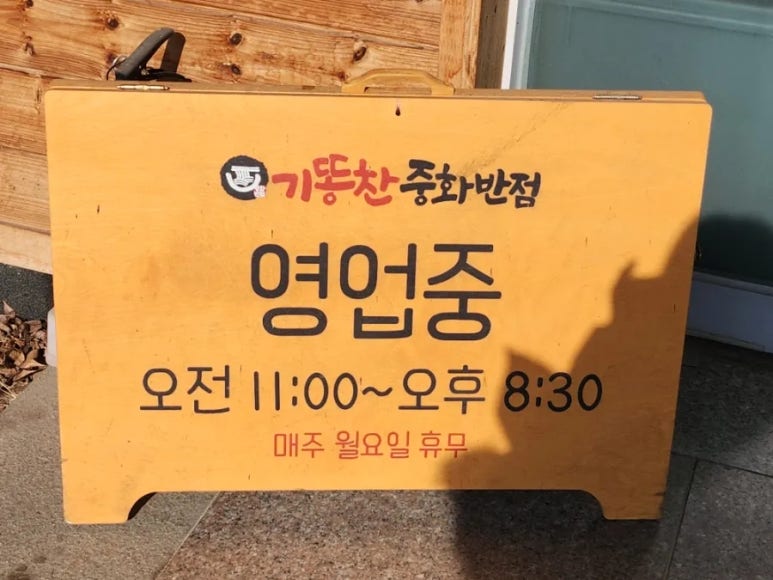 기똥찬 중화반점
영업중
오전 11:00~오후 8:30
매주 월요일 휴무